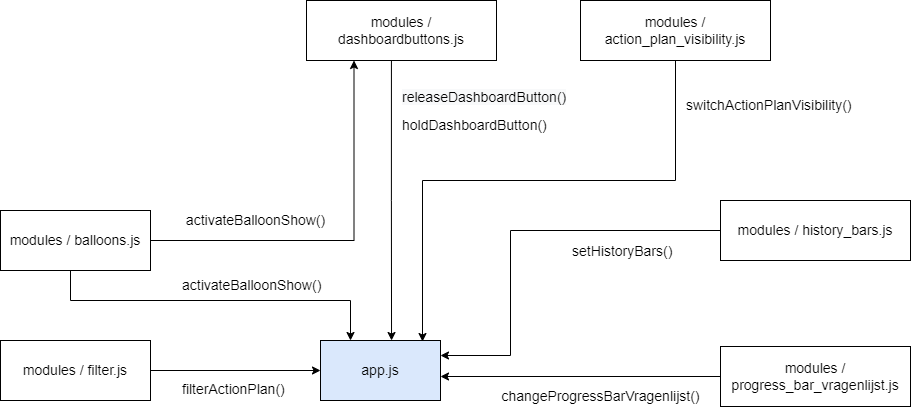 modules /
dashboardbuttons.js
modules /
action_plan_visibility.js
releaseDashboardButton()
holdDashboardButton()
switchActionPlanVisibility()
activateBalloonShow()
modules / balloons.js
modules / history_bars.js
setHistoryBars()
activateBalloonShow()
modules / filter.js
app.js
modules /
progress_bar_vragenlijst.js
filterActionPlan()
changeProgressBarVragenlijst()